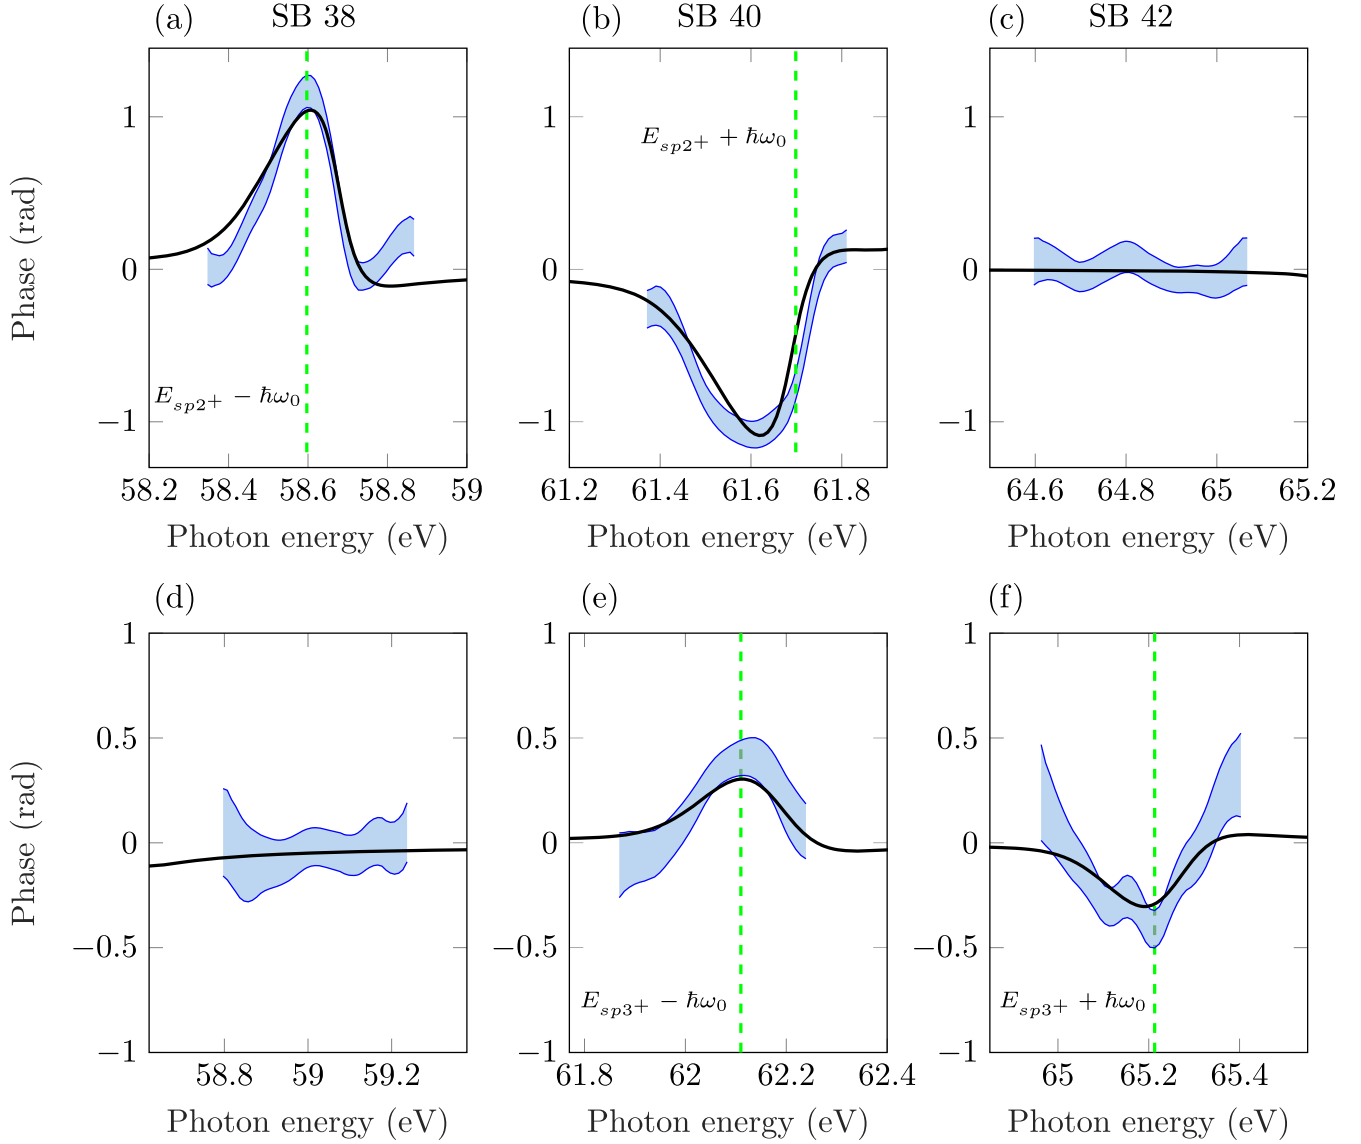 (a) SB 38
(b) SB 40
(c) SB 42
Phase (rad)
1
0
−1
E_{sp2+} − ħω_0
58.2 58.4 58.6 58.8 59
Photon energy (eV)
1
0
−1
E_{sp2+} + ħω_0
61.2 61.4 61.6 61.8
Photon energy (eV)
1
0
−1
64.6 64.8 65 65.2
Photon energy (eV)
(d)
(e)
(f)
Phase (rad)
1
0.5
0
−0.5
−1
58.8 59 59.2
Photon energy (eV)
1
0.5
0
−0.5
−1
E_{sp3+} − ħω_0
61.8 62 62.2 62.4
Photon energy (eV)
1
0.5
0
−0.5
−1
E_{sp3+} + ħω_0
65 65.2 65.4
Photon energy (eV)